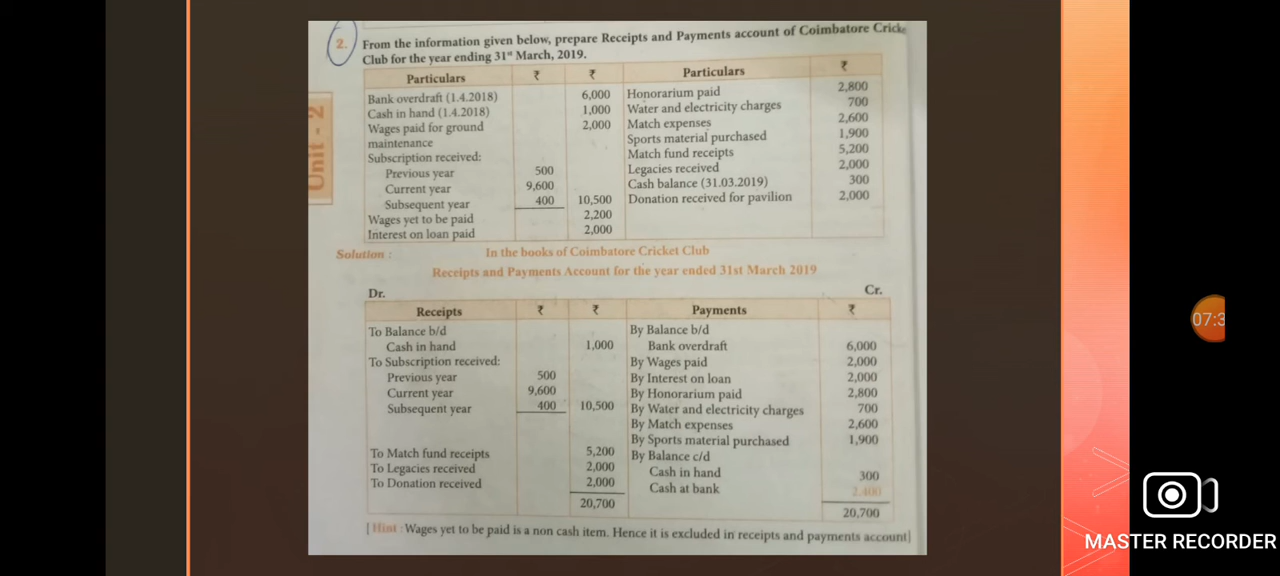 2. From the information given below, prepare Receipts and Payments account of Coimbatore Cricke
Club for the year ending 31st March, 2019.
Unit - 2
Particulars ₹ ₹ Particulars ₹
Bank overdraft (1.4.2018) 6,000 Honorarium paid 2,800
Cash in hand (1.4.2018) 1,000 Water and electricity charges 700
Wages paid for ground 2,000 Match expenses 2,600
maintenance Sports material purchased 1,900
Subscription received: Match fund receipts 5,200
Previous year 500 Legacies received 2,000
Current year 9,600 Cash balance (31.03.2019) 300
Subsequent year 400 10,500 Donation received for pavilion 2,000
Wages yet to be paid 2,200
Interest on loan paid 2,000
Solution : In the books of Coimbatore Cricket Club
Receipts and Payments Account for the year ended 31st March 2019
Dr. Cr.
Receipts ₹ ₹ Payments ₹
To Balance b/d By Balance b/d
Cash in hand 1,000 Bank overdraft 6,000
To Subscription received: By Wages paid 2,000
Previous year 500 By Interest on loan 2,000
Current year 9,600 By Honorarium paid 2,800
Subsequent year 400 10,500 By Water and electricity charges 700
By Match expenses 2,600
By Sports material purchased 1,900
To Match fund receipts 5,200 By Balance c/d
To Legacies received 2,000 Cash in hand 300
To Donation received 2,000 Cash at bank 2,400
20,700 20,700
[Hint : Wages yet to be paid is a non cash item. Hence it is excluded in receipts and payments account]
07:3
MASTER RECORDER